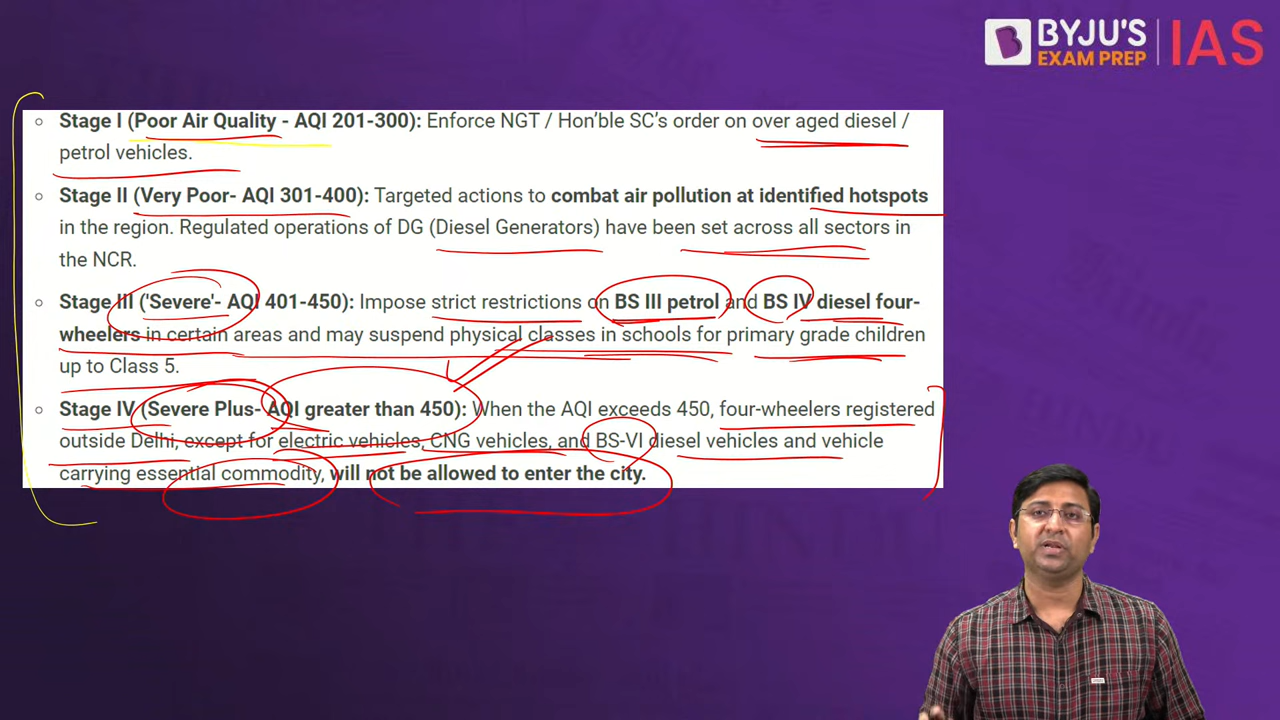 BYJU'S
EXAM PREP
IAS
Stage I (Poor Air Quality - AQI 201-300): Enforce NGT / Hon'ble SC's order on over aged diesel /
petrol vehicles.
Stage II (Very Poor- AQI 301-400): Targeted actions to combat air pollution at identified hotspots
in the region. Regulated operations of DG (Diesel Generators) have been set across all sectors in
the NCR.
Stage III ('Severe'- AQI 401-450): Impose strict restrictions on BS III petrol and BS IV diesel four-
wheelers in certain areas and may suspend physical classes in schools for primary grade children
up to Class 5.
Stage IV (Severe Plus- AQI greater than 450): When the AQI exceeds 450, four-wheelers registered
outside Delhi, except for electric vehicles, CNG vehicles, and BS-VI diesel vehicles and vehicle
carrying essential commodity, will not be allowed to enter the city.